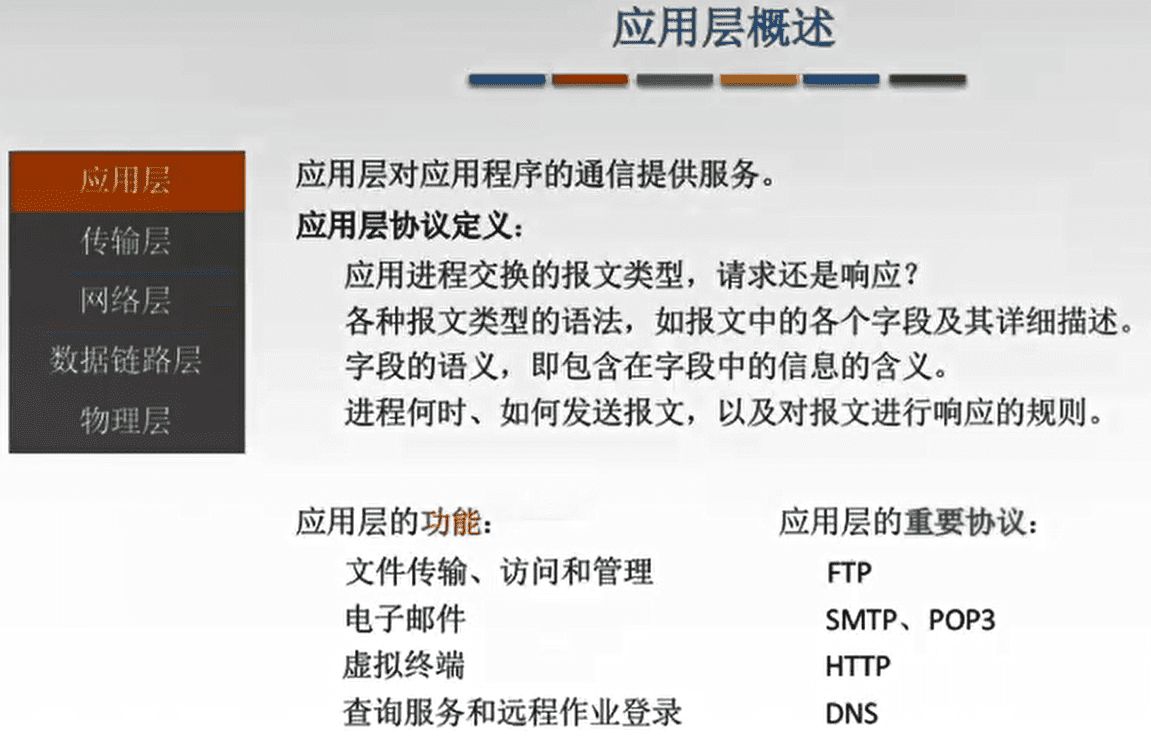 应用层概述
应用层
传输层
网络层
数据链路层
物理层
应用层对应用程序的通信提供服务。
应用层协议定义：
应用进程交换的报文类型，请求还是响应？
各种报文类型的语法，如报文中的各个字段及其详细描述。
字段的语义，即包含在字段中的信息的含义。
进程何时、如何发送报文，以及对报文进行响应的规则。
应用层的功能：
文件传输、访问和管理
电子邮件
虚拟终端
查询服务和远程作业登录
应用层的重要协议：
FTP
SMTP、POP3
HTTP
DNS